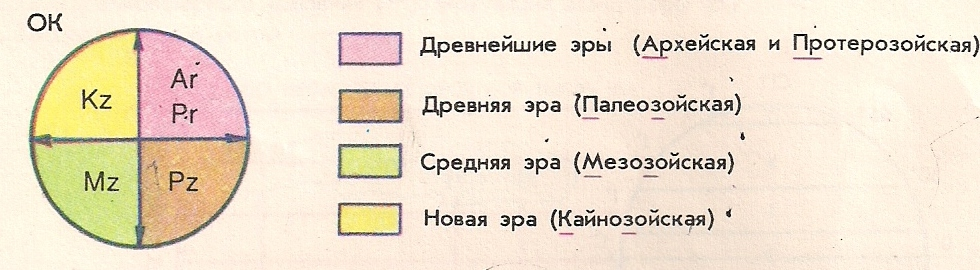 ОК
Kz
Ar
Pr
Mz
Pz
Древнейшие эры (Архейская и Протерозойская)
Древняя эра (Палеозойская)
Средняя эра (Мезозойская)
Новая эра (Кайнозойская)